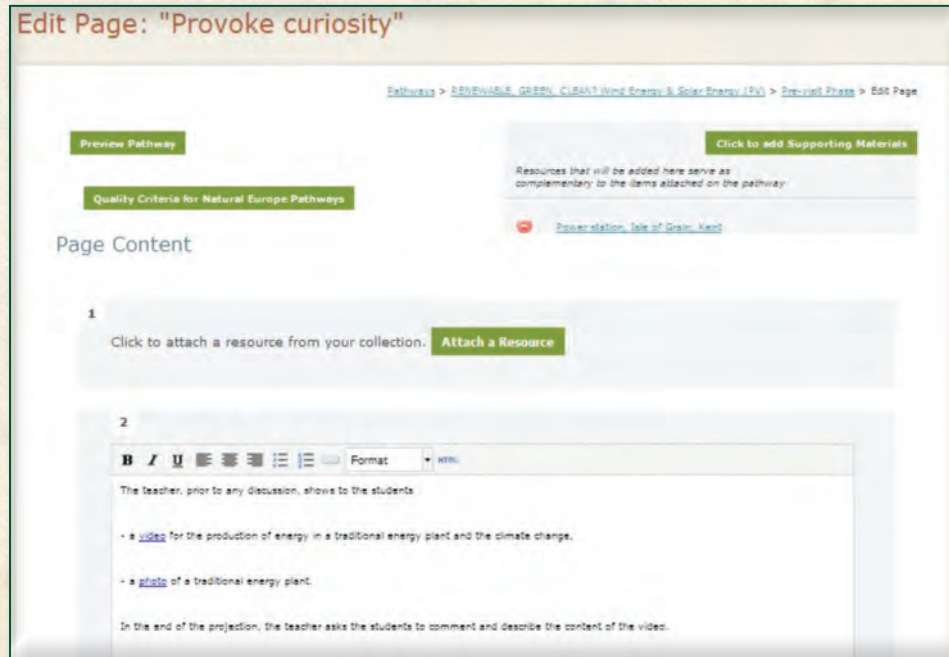 Edit Page: "Provoke curiosity"
Pathways > RENEWABLE, GREEN, CLEAN? Wind Energy & Solar Energy (PV) > Pre-visit Phase > Edit Page
Preview Pathway
Click to add Supporting Materials
Resources that will be added here serve as
complementary to the items attached on the pathway
Quality Criteria for Natural Europe Pathways
Power station, Isle of Grain, Kent
Page Content
1
Click to attach a resource from your collection. Attach a Resource
2
B I U Format HTML
The teacher, prior to any discussion, shows to the students
- a video for the production of energy in a traditional energy plant and the climate change,
- a photo of a traditional energy plant.
In the end of the projection, the teacher asks the students to comment and describe the content of the video.